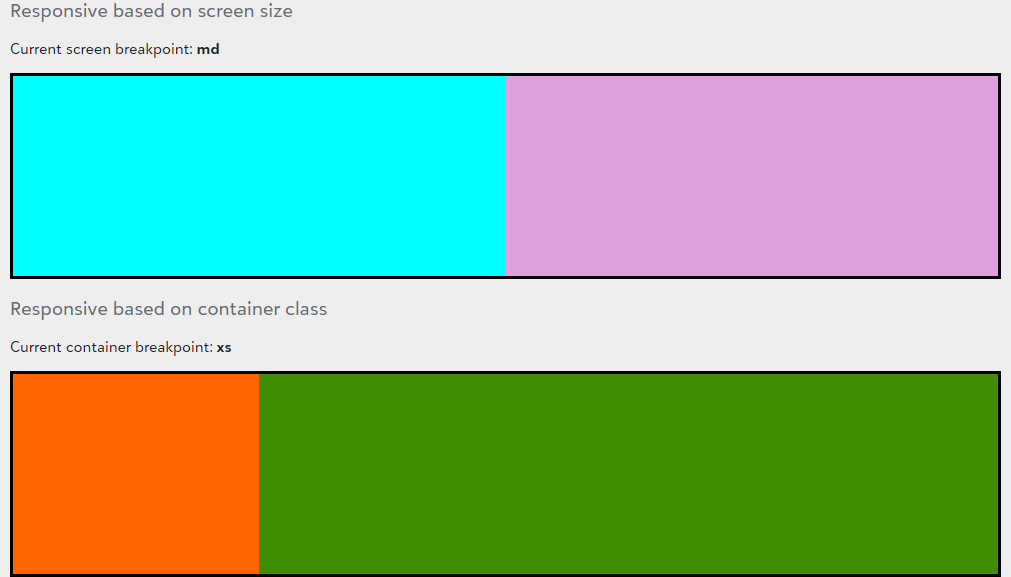 Responsive based on screen size
Current screen breakpoint: md
Responsive based on container class
Current container breakpoint: xs